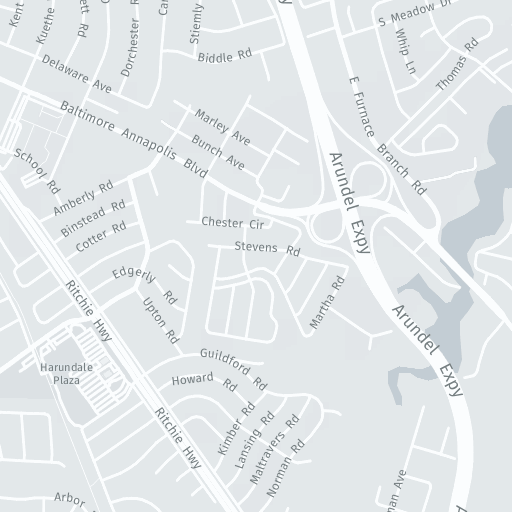 Kent
Kuethe
Dorchester R
Stiemly
S Meadow Dr
Whip Ln
Thomas Rd
Biddle Rd
Delaware Ave
Baltimore Annapolis Blvd
Marley Ave
Bunch Ave
E Furnace Branch Rd
School Rd
Amberly Rd
Binstead Rd
Cotter Rd
Chester Cir
Stevens Rd
Arundel Expy
Edgerly Rd
Upton Rd
Martha Rd
Ritchie Hwy
Arundel Expy
Harundale
Plaza
Guildford Rd
Howard Rd
Ritchie Hwy
Kimber Rd
Lansing Rd
Maltravers Rd
Norman Rd
Arbor
man Ave